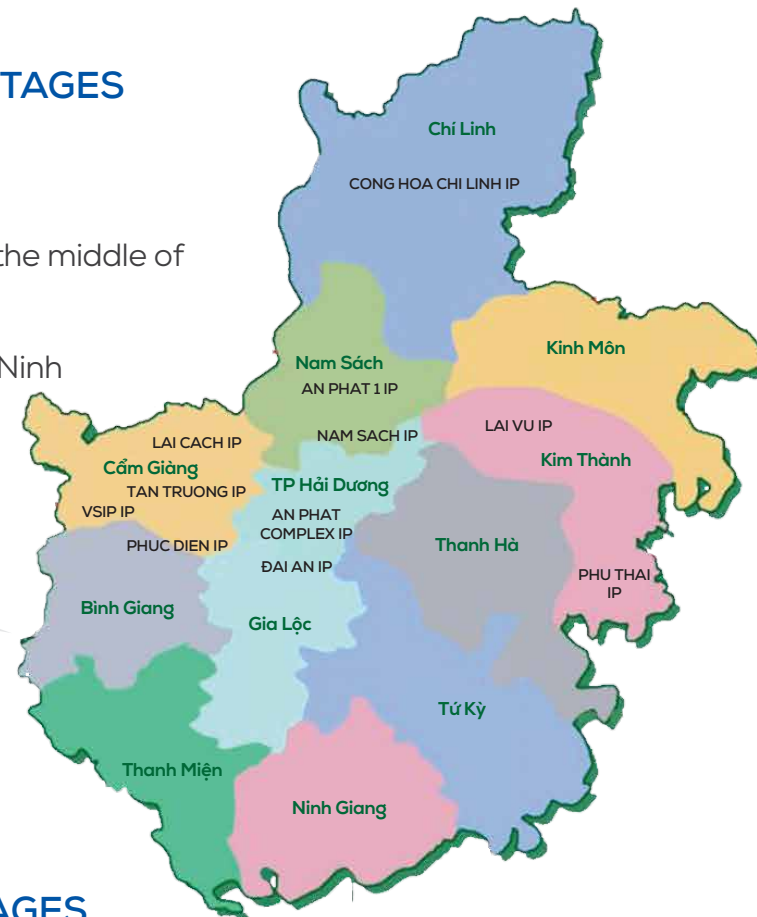 TAGES
Chí Linh
CONG HOA CHI LINH IP
the middle of
Kinh Môn
Ninh
Nam Sách
AN PHAT 1 IP
LAI VU IP
NAM SACH IP
LAI CACH IP
Kim Thành
Cẩm Giàng
TP Hải Dương
TAN TRUONG IP
VSIP IP
AN PHAT
COMPLEX IP
PHUC DIEN IP
Thanh Hà
ĐAI AN IP
PHU THAI
IP
Bình Giang
Gia Lộc
Tứ Kỳ
Thanh Miện
Ninh Giang
AGES